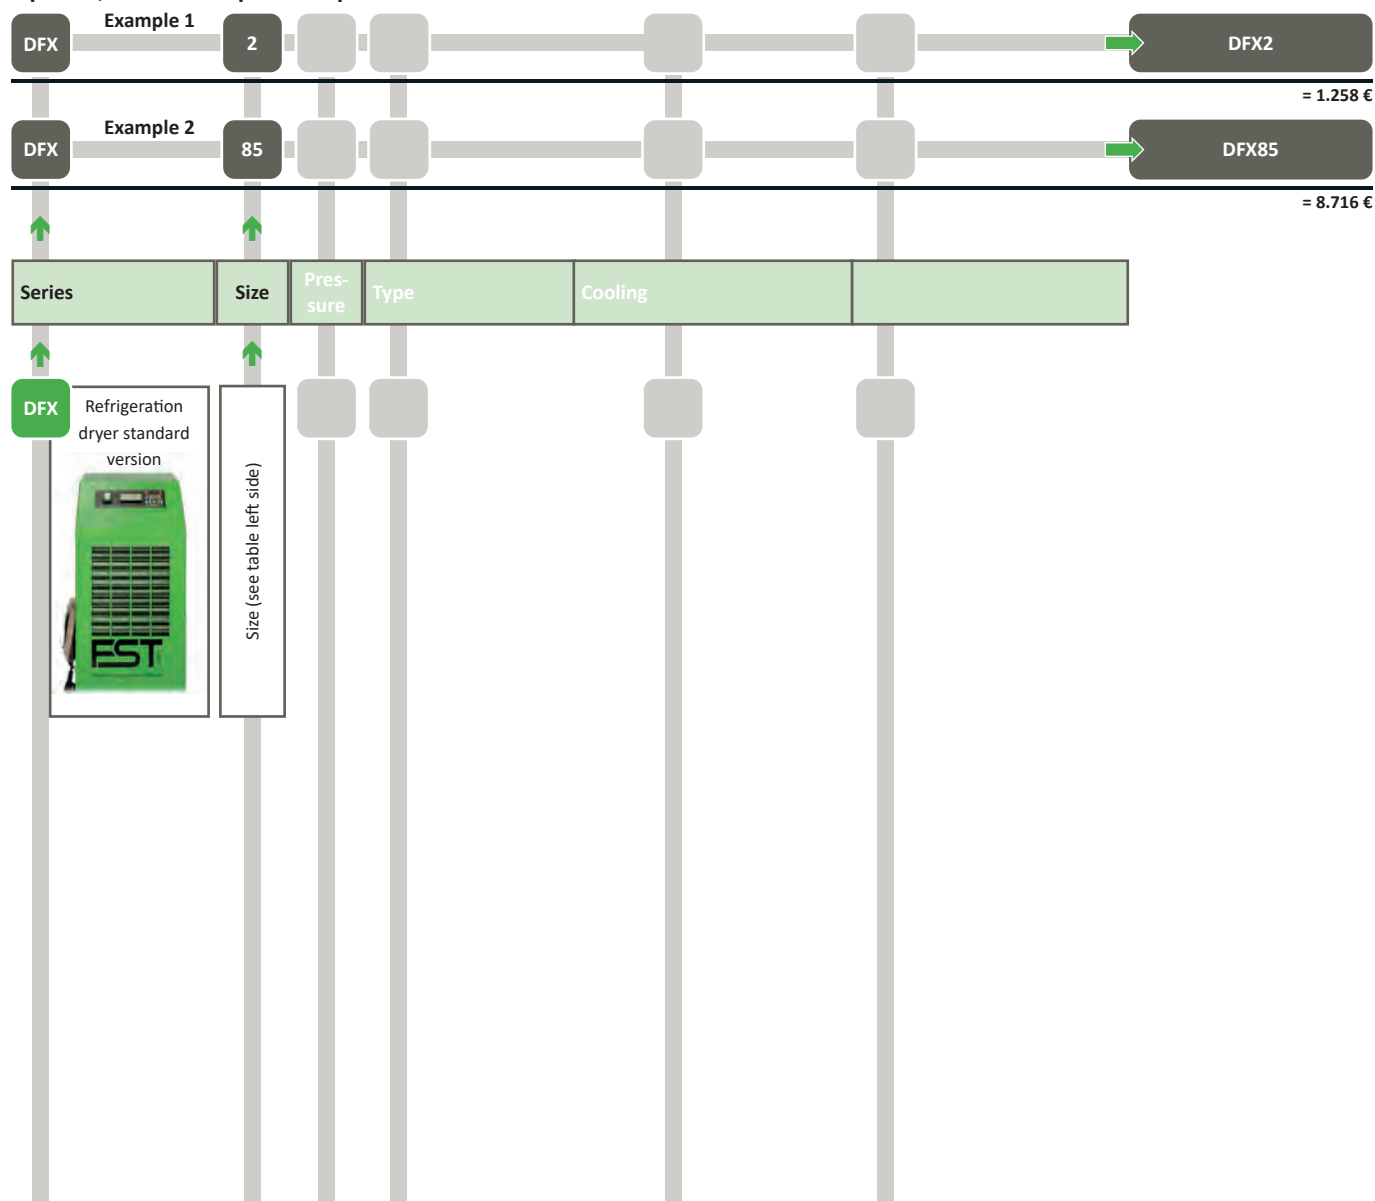 Example 1
DFX
2
DFX2
= 1.258 €
Example 2
DFX
85
DFX85
= 8.716 €
Series
Size
Pres-
sure
Type
Cooling
DFX
Refrigeration
dryer standard
version
Size (see table left side)
FST